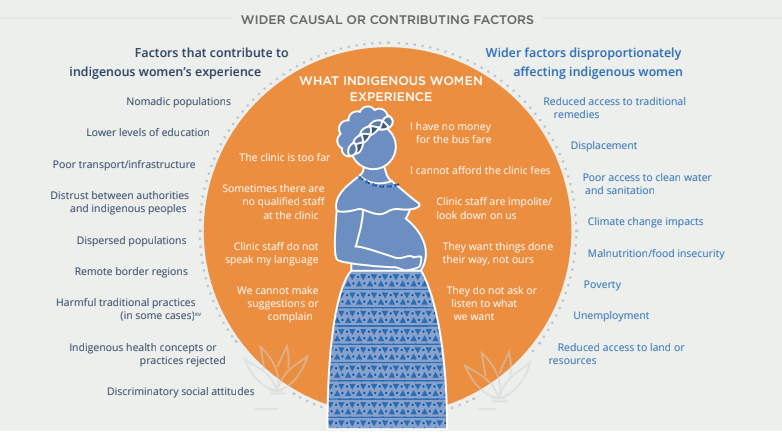 WIDER CAUSAL OR CONTRIBUTING FACTORS
Factors that contribute to
indigenous women's experience
Nomadic populations
Lower levels of education
Poor transport/infrastructure
Distrust between authorities
and indigenous peoples
Dispersed populations
Remote border regions
Harmful traditional practices
(in some cases)xv
Indigenous health concepts or
practices rejected
Discriminatory social attitudes
WHAT INDIGENOUS WOMEN
EXPERIENCE
The clinic is too far
Sometimes there are
no qualified staff
at the clinic
Clinic staff do not
speak my language
We cannot make
suggestions or
complain
I have no money
for the bus fare
I cannot afford the clinic fees
Clinic staff are impolite/
look down on us
They want things done
their way, not ours
They do not ask or
listen to what
we want
Wider factors disproportionately
affecting indigenous women
Reduced access to traditional
remedies
Displacement
Poor access to clean water
and sanitation
Climate change impacts
Malnutrition/food insecurity
Poverty
Unemployment
Reduced access to land or
resources